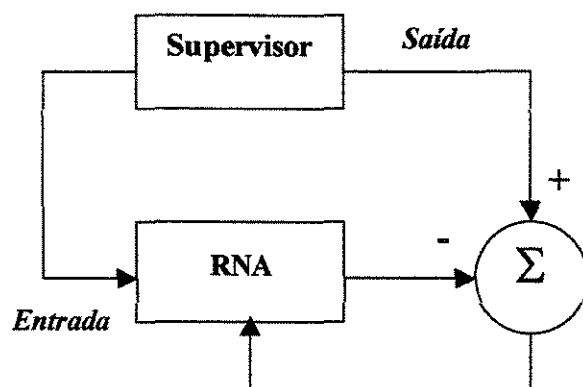 Supervisor
Saída
+
-
RNA
Σ
Entrada